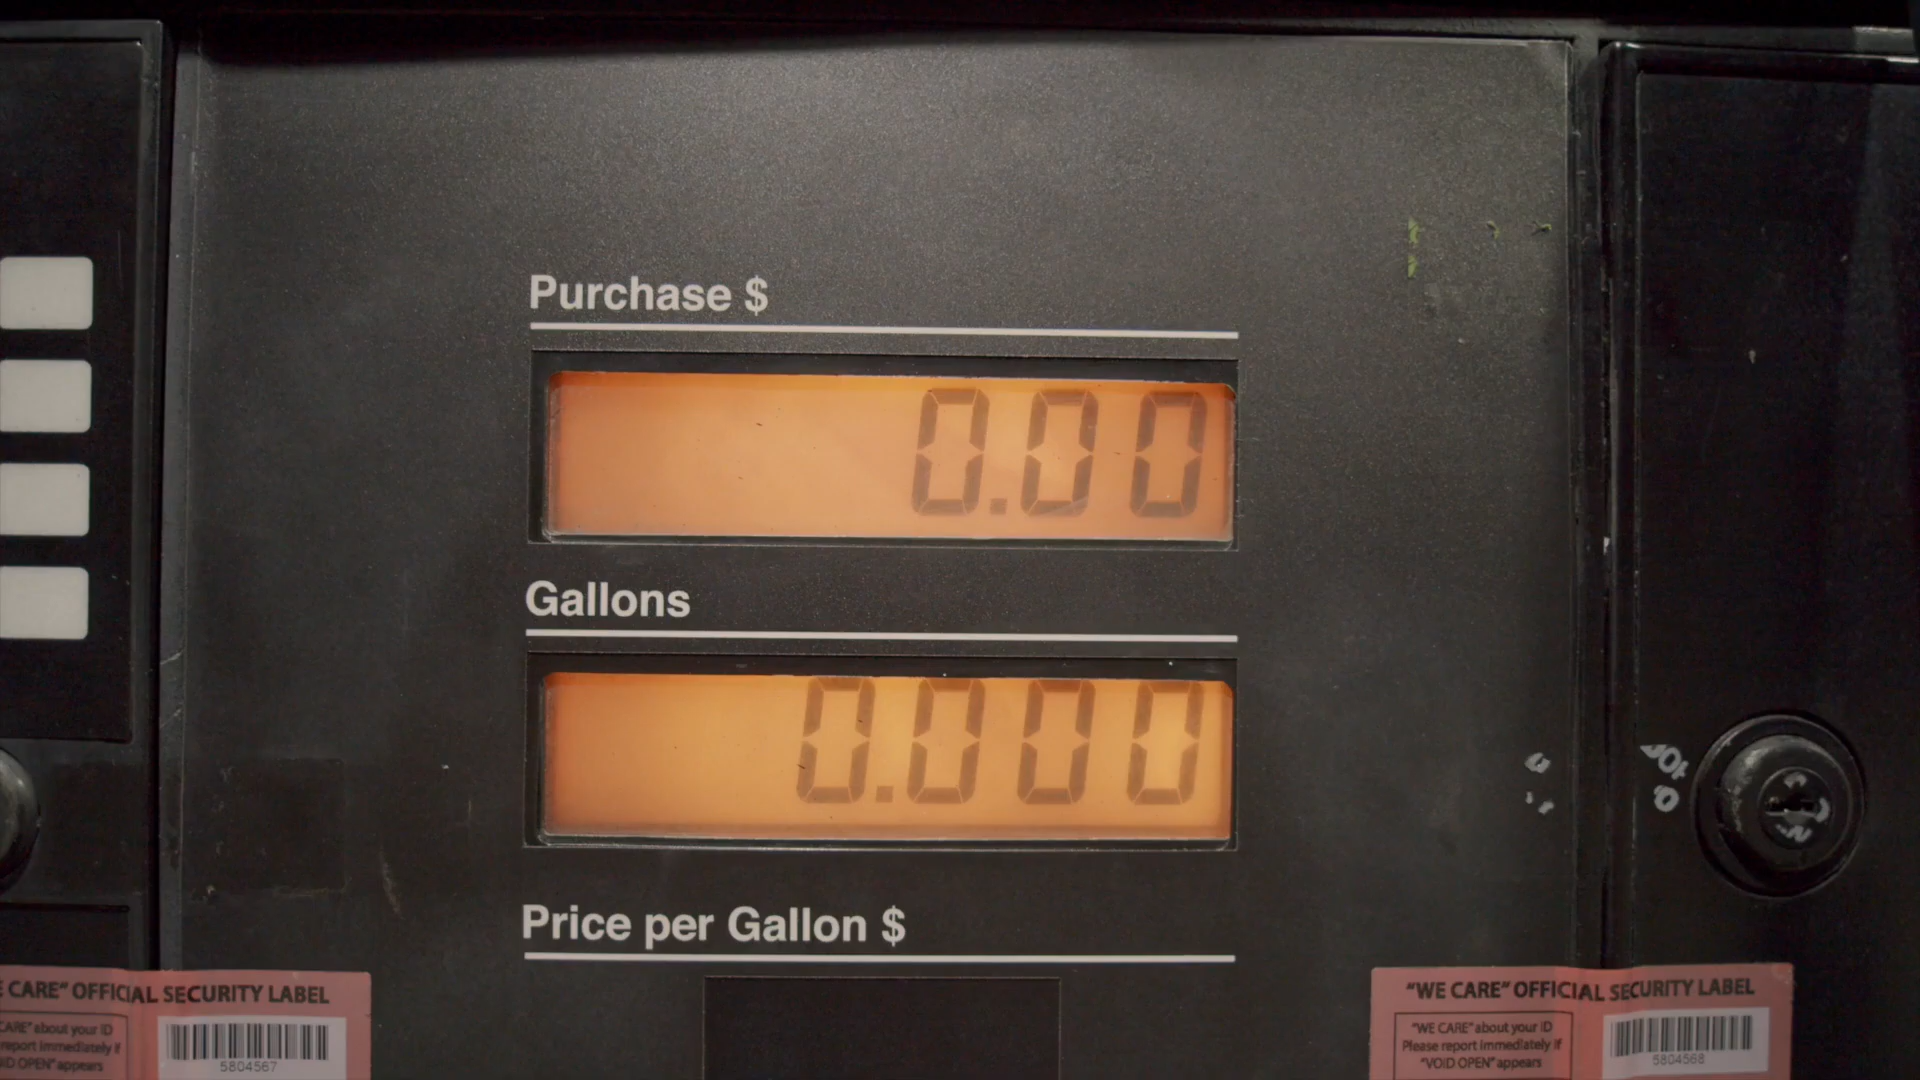 Purchase $
0.00
Gallons
0.000
Price per Gallon $
CARE" OFFICIAL SECURITY LABEL
CARE" about your ID
report immediately if
OPEN" appears
5804567
"WE CARE" OFFICIAL SECURITY LABEL
"WE CARE" about your ID
Please report immediately if
"VOID OPEN" appears
5804568